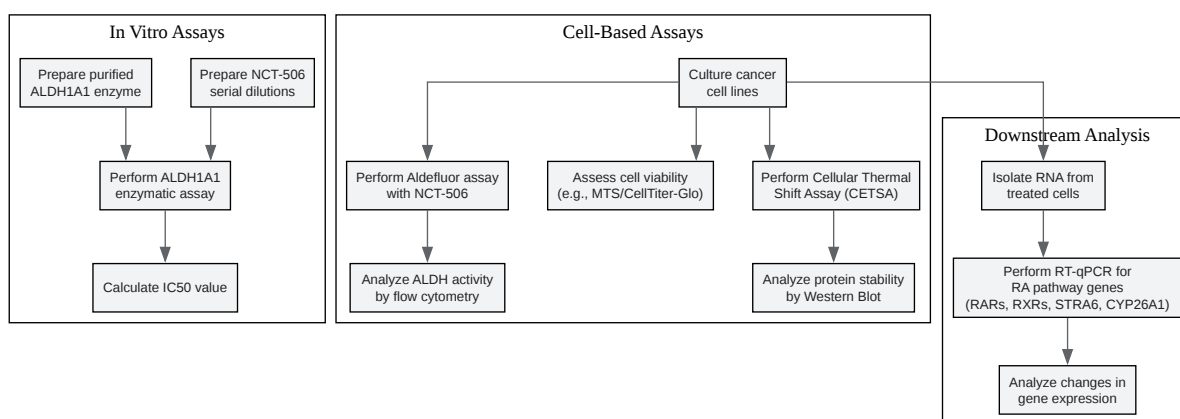 In Vitro Assays
Prepare purified
ALDH1A1 enzyme
Prepare NCT-506
serial dilutions
Perform ALDH1A1
enzymatic assay
Calculate IC50 value
Cell-Based Assays
Culture cancer
cell lines
Perform Aldefluor assay
with NCT-506
Assess cell viability
(e.g., MTS/CellTiter-Glo)
Perform Cellular Thermal
Shift Assay (CETSA)
Analyze ALDH activity
by flow cytometry
Analyze protein stability
by Western Blot
Downstream Analysis
Isolate RNA from
treated cells
Perform RT-qPCR for
RA pathway genes
(RARs, RXRs, STRA6, CYP26A1)
Analyze changes in
gene expression